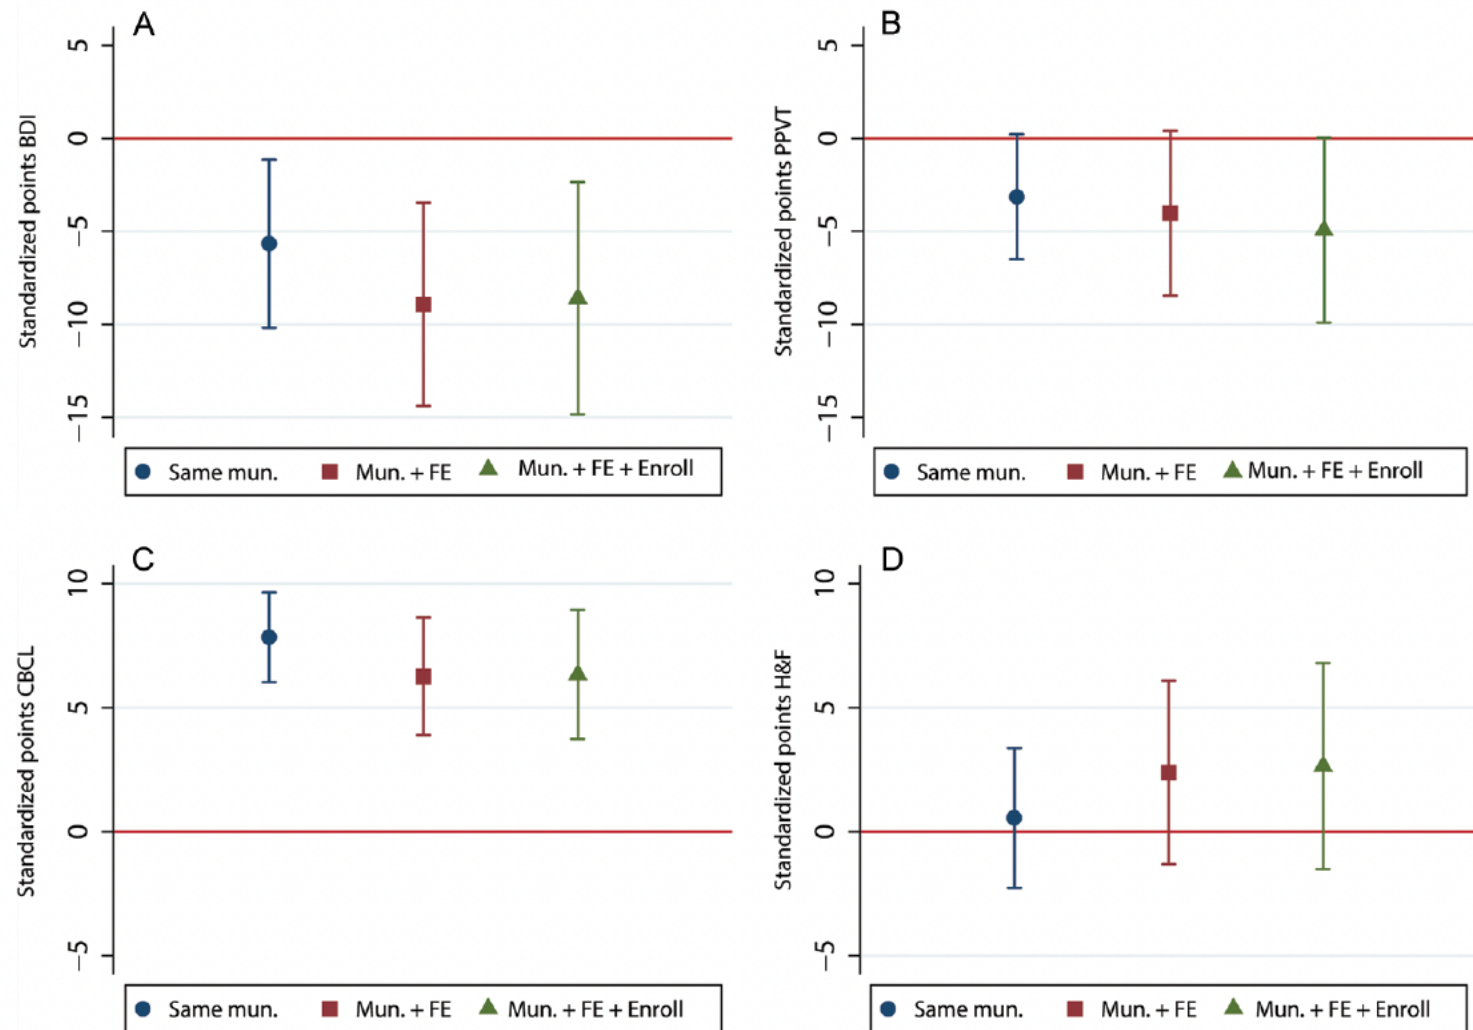 A
Standardized points BDI
5
0
−5
−10
−15
Same mun. Mun. + FE Mun. + FE + Enroll
B
Standardized points PPVT
5
0
−5
−10
−15
Same mun. Mun. + FE Mun. + FE + Enroll
C
Standardized points CBCL
10
5
0
−5
Same mun. Mun. + FE Mun. + FE + Enroll
D
Standardized points H&F
10
5
0
−5
Same mun. Mun. + FE Mun. + FE + Enroll